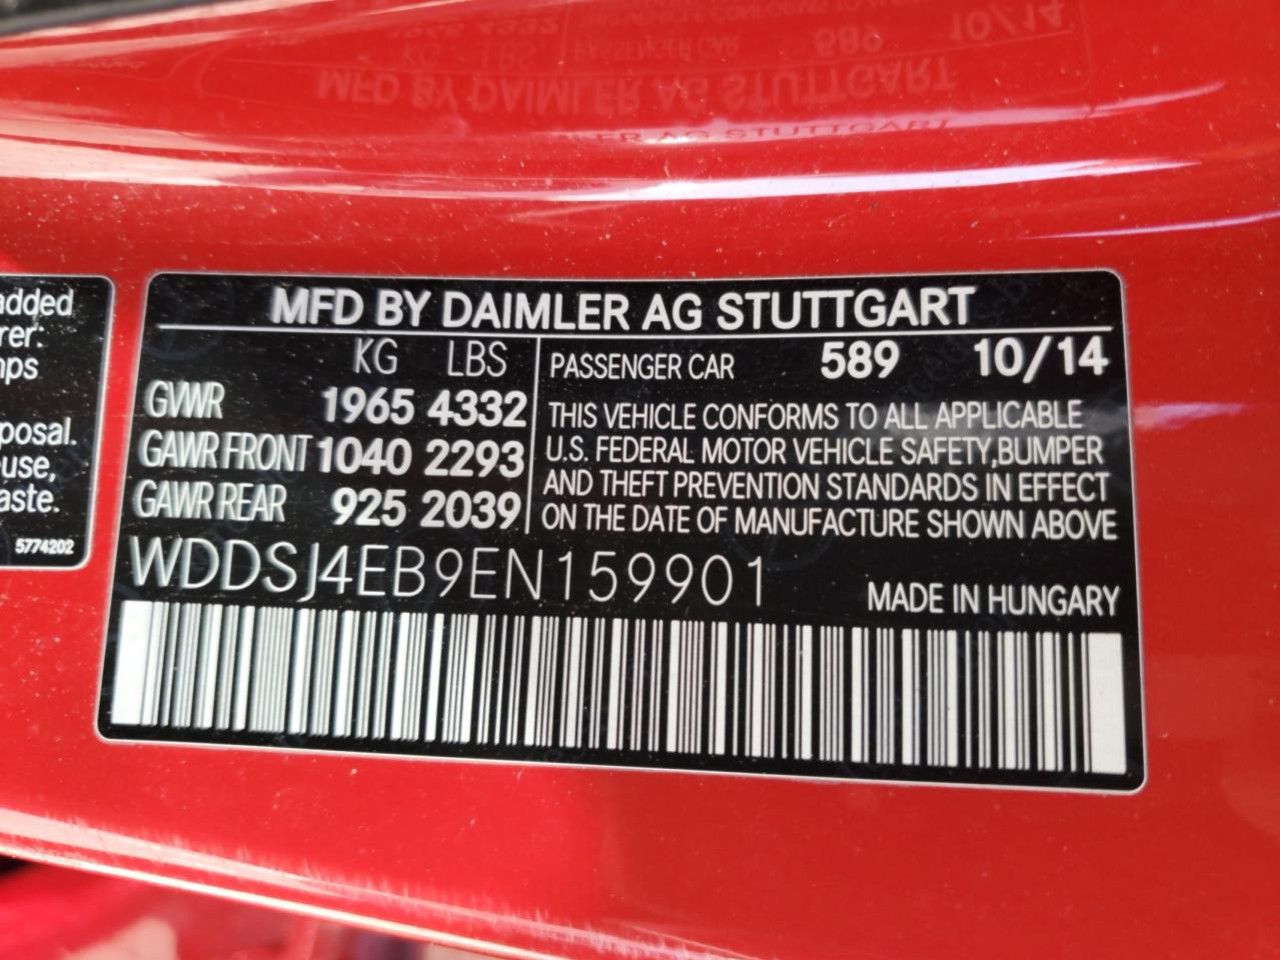 added
rer:
mps
posal.
use,
aste.
5774202
MFD BY DAIMLER AG STUTTGART
KG LBS
GVWR 1965 4332
GAWR FRONT 1040 2293
GAWR REAR 925 2039
PASSENGER CAR 589 10/14
THIS VEHICLE CONFORMS TO ALL APPLICABLE
U.S. FEDERAL MOTOR VEHICLE SAFETY,BUMPER
AND THEFT PREVENTION STANDARDS IN EFFECT
ON THE DATE OF MANUFACTURE SHOWN ABOVE
WDDSJ4EB9EN159901
MADE IN HUNGARY